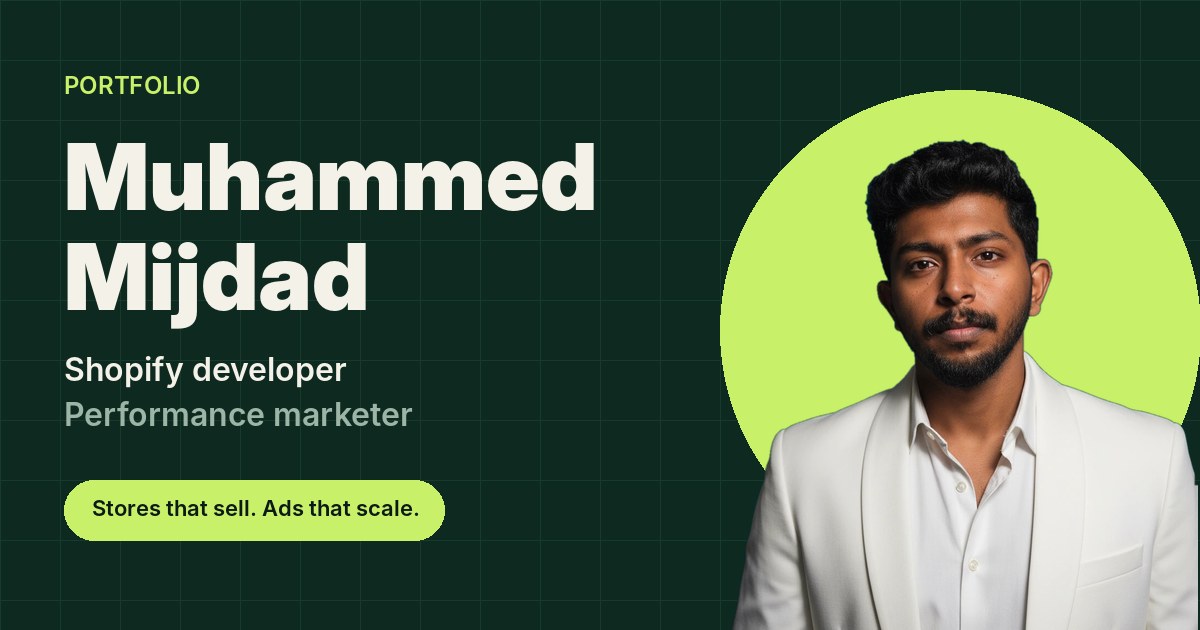 PORTFOLIO
Muhammed
Mijdad
Shopify developer
Performance marketer
Stores that sell. Ads that scale.